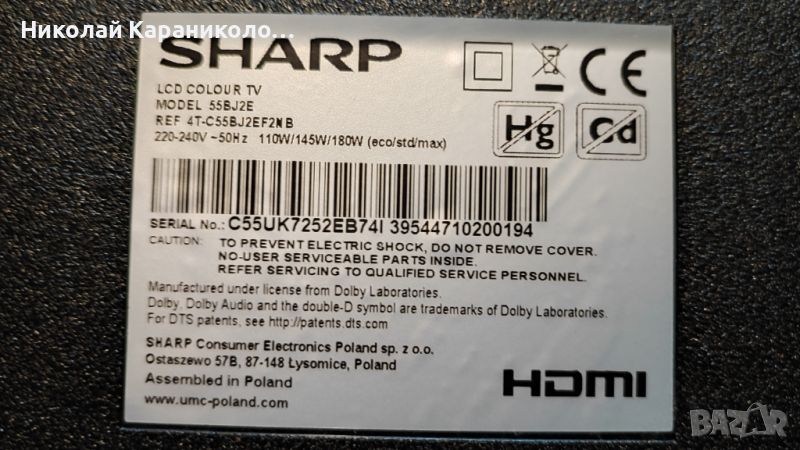 Николай Караниколо...
SHARP
LCD COLOUR TV
MODEL 55BJ2E
REF 4T-C55BJ2EF2NB
220-240V ~50Hz 110W/145W/180W (eco/std/max)
CE
Hg
Cd
SERIAL No.: C55UK7252EB74I 39544710200194
CAUTION: TO PREVENT ELECTRIC SHOCK, DO NOT REMOVE COVER.
NO-USER SERVICEABLE PARTS INSIDE.
REFER SERVICING TO QUALIFIED SERVICE PERSONNEL.
Manufactured under license from Dolby Laboratories.
Dolby, Dolby Audio and the double-D symbol are trademarks of Dolby Laboratories.
For DTS patents, see http://patents.dts.com
SHARP Consumer Electronics Poland sp. z o.o.
Ostaszewo 57B, 87-148 Łysomice, Poland
Assembled in Poland
www.umc-poland.com
HDMI
BAZAR